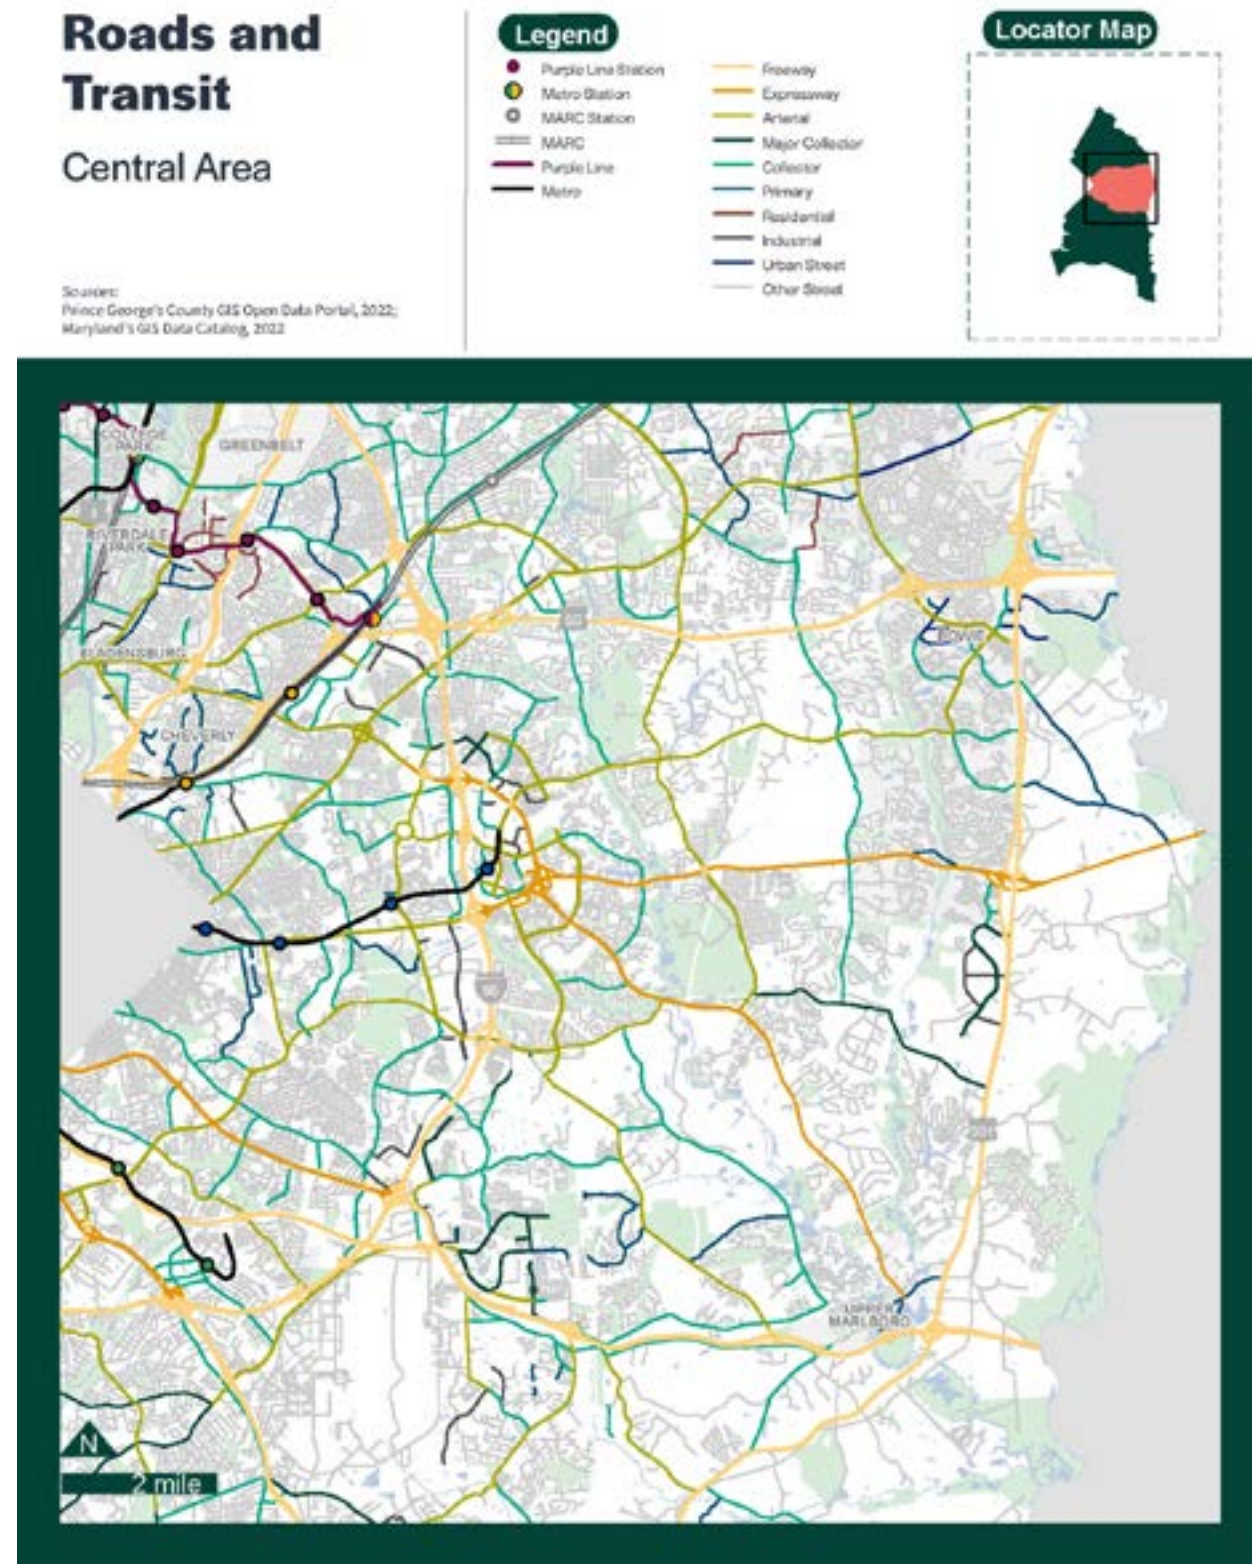 Roads and
Transit
Central Area
Sources:
Prince George's County GIS Open Data Portal, 2022;
Maryland's GIS Data Catalog, 2022
Legend
Purple Line Station
Metro Station
MARC Station
MARC
Purple Line
Metro
Freeway
Expressway
Arterial
Major Collector
Collector
Primary
Residential
Industrial
Urban Street
Other Street
Locator Map
COLLEGE
PARK
GREENBELT
RIVERDALE
PARK
BLADENSBURG
CHEVERLY
BOWIE
UPPER
MARLBORO
N
2 mile